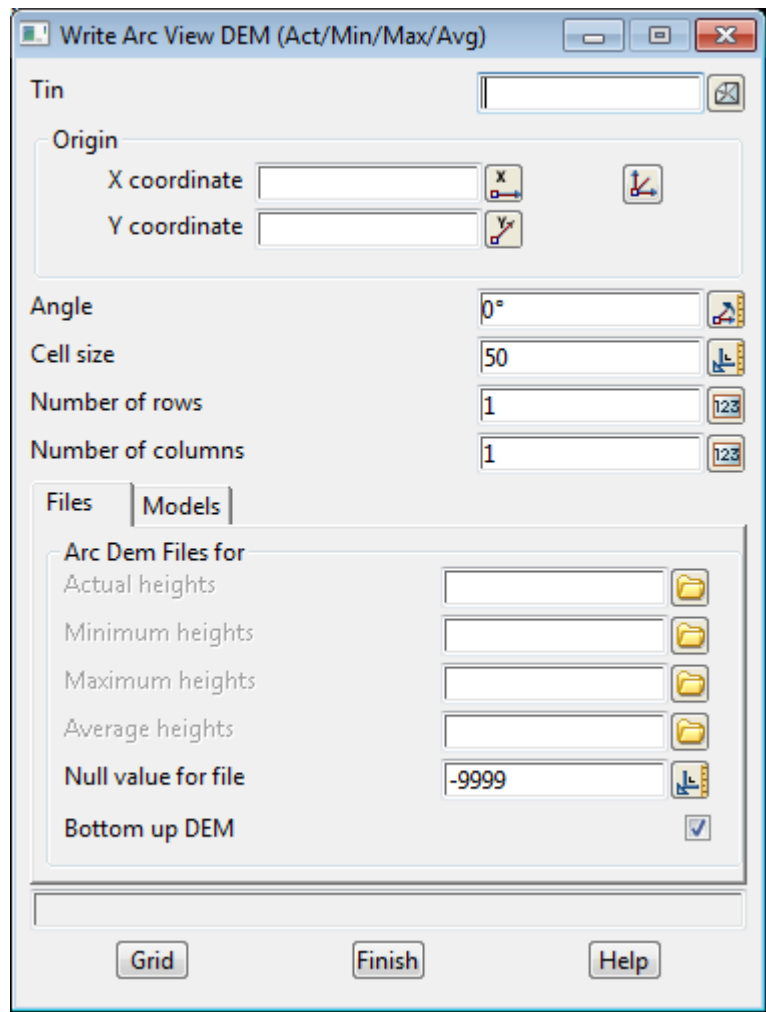 Write Arc View DEM (Act/Min/Max/Avg)
Tin
Origin
X coordinate X
Y coordinate Y
Angle 0°
Cell size 50
Number of rows 1 123
Number of columns 1 123
Files Models
Arc Dem Files for
Actual heights
Minimum heights
Maximum heights
Average heights
Null value for file -9999
Bottom up DEM
Grid Finish Help